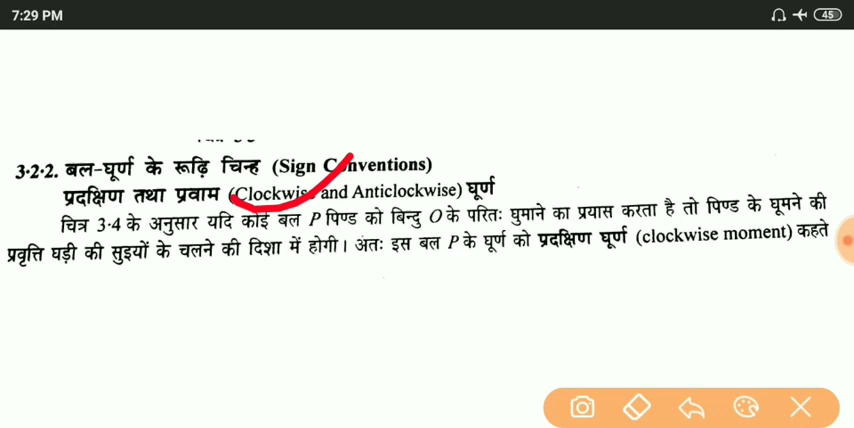 7:29 PM
45
3·2·2. बल-घूर्ण के रूढ़ि चिन्ह (Sign Conventions)
प्रदक्षिण तथा प्रवाम (Clockwise and Anticlockwise) घूर्ण
चित्र 3·4 के अनुसार यदि कोई बल P पिण्ड को बिन्दु O के परितः घुमाने का प्रयास करता है तो पिण्ड के घूमने की
प्रवृत्ति घड़ी की सुइयों के चलने की दिशा में होगी। अंतः इस बल P के घूर्ण को प्रदक्षिण घूर्ण (clockwise moment) कहते